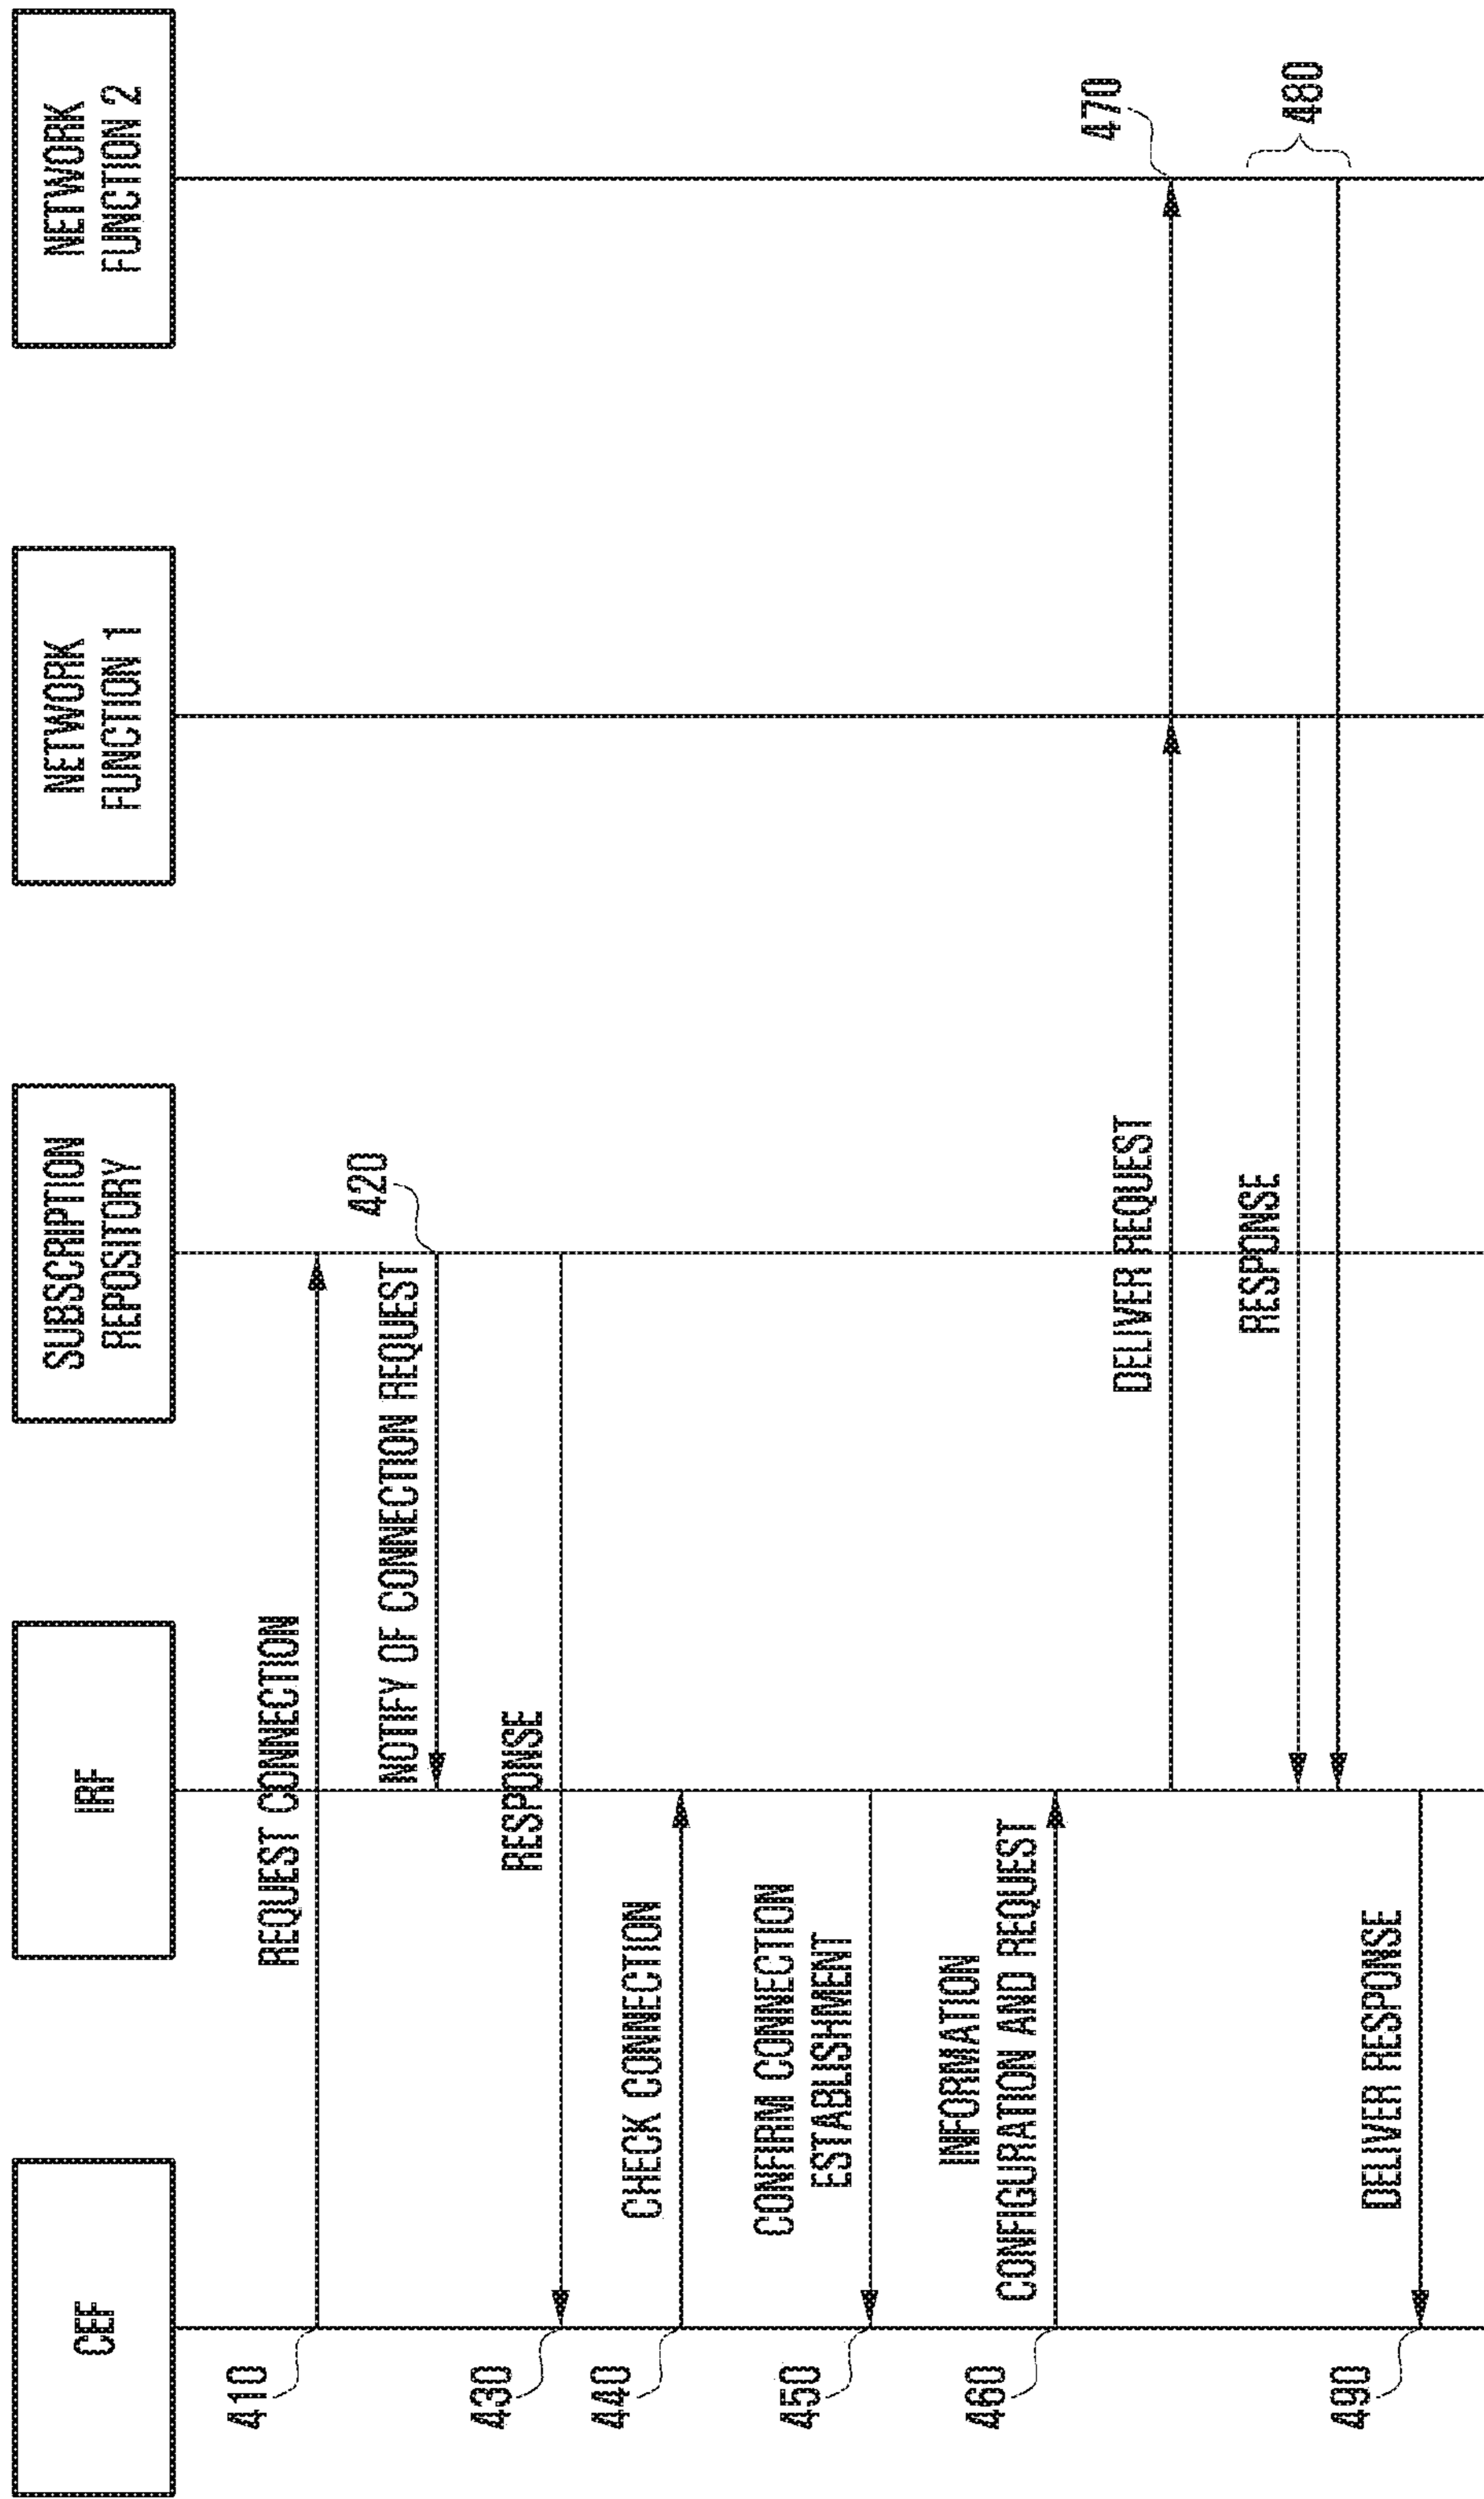 CEF
IRF
SUBSCRIPTION
REPOSITORY
NETWORK
FUNCTION 1
NETWORK
FUNCTION 2
410
REQUEST CONNECTION
420
NOTIFY OF CONNECTION REQUEST
430
RESPONSE
440
CHECK CONNECTION
450
CONFIRM CONNECTION
ESTABLISHMENT
460
INFORMATION
CONFIGURATION AND REQUEST
DELIVER REQUEST
470
RESPONSE
480
490
DELIVER RESPONSE